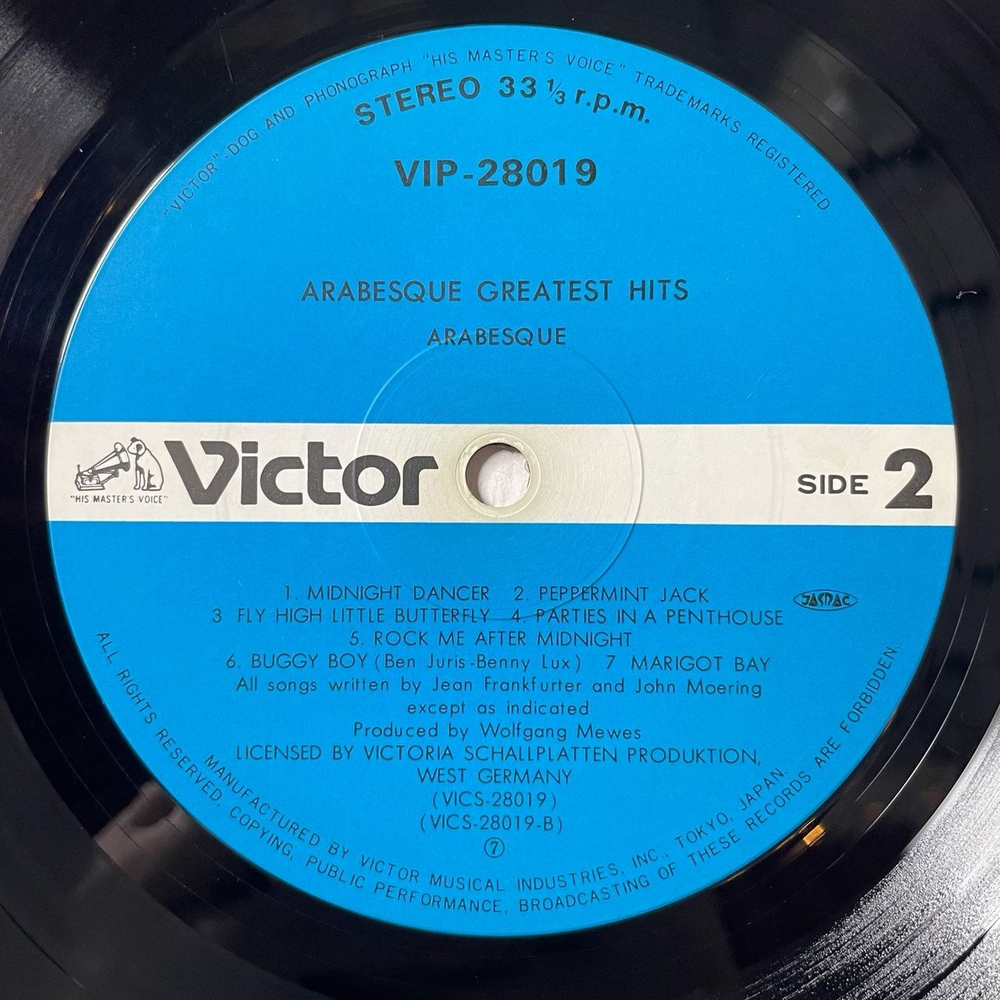 "VICTOR"-DOG AND PHONOGRAPH "HIS MASTER'S VOICE" TRADEMARKS REGISTERED
STEREO 33 1/3 r.p.m.
VIP-28019
ARABESQUE GREATEST HITS
ARABESQUE
"HIS MASTER'S VOICE"
Victor
SIDE 2
1. MIDNIGHT DANCER 2. PEPPERMINT JACK
JASRAC
3 FLY HIGH LITTLE BUTTERFLY 4. PARTIES IN A PENTHOUSE
5. ROCK ME AFTER MIDNIGHT
6. BUGGY BOY (Ben Juris-Benny Lux) 7 MARIGOT BAY
All songs written by Jean Frankfurter and John Moering
except as indicated
Produced by Wolfgang Mewes
LICENSED BY VICTORIA SCHALLPLATTEN PRODUKTION,
WEST GERMANY
(VICS-28019)
(VICS-28019-B)
⑦
MANUFACTURED BY VICTOR MUSICAL INDUSTRIES, INC., TOKYO, JAPAN.
ALL RIGHTS RESERVED. COPYING, PUBLIC PERFORMANCE, BROADCASTING OF THESE RECORDS ARE FORBIDDEN.